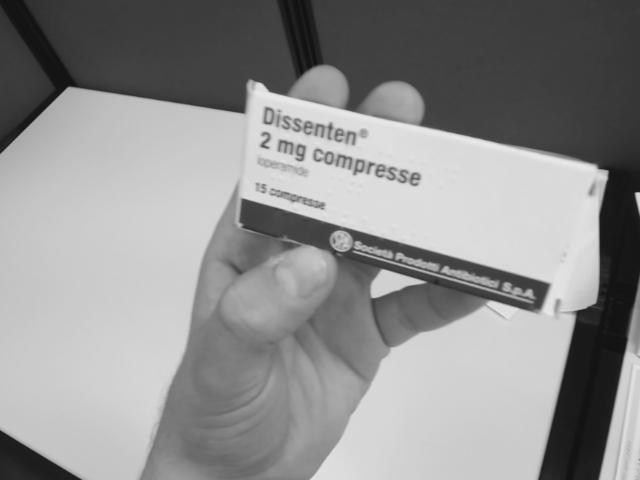 Dissenten®
2 mg compresse
loperamide
15 compresse
Società Prodotti Antibiotici S.p.A.